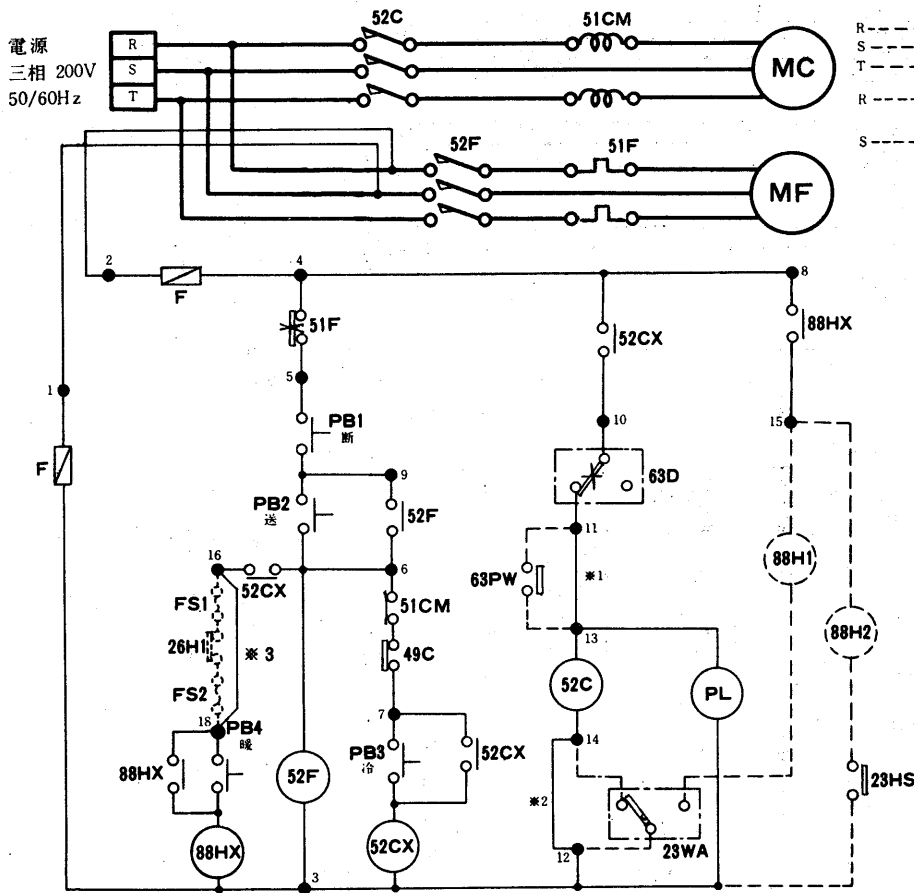 52C
51CM
電源
三相 200V
50/60Hz
R
S
T
MC
R
S
T
R
S
52F
51F
MF
2
4
8
F
51F
52CX
88HX
1
5
10
15
PB1
断
F
9
63D
PB2
送
52F
11
16
6
63PW
※1
88H1
52CX
FS1
51CM
26H1
※3
49C
13
88H2
FS2
52C
PL
18
PB4
暖
7
14
88HX
52F
PB3
冷
52CX
23HS
※2
88HX
52CX
12
23WA
3